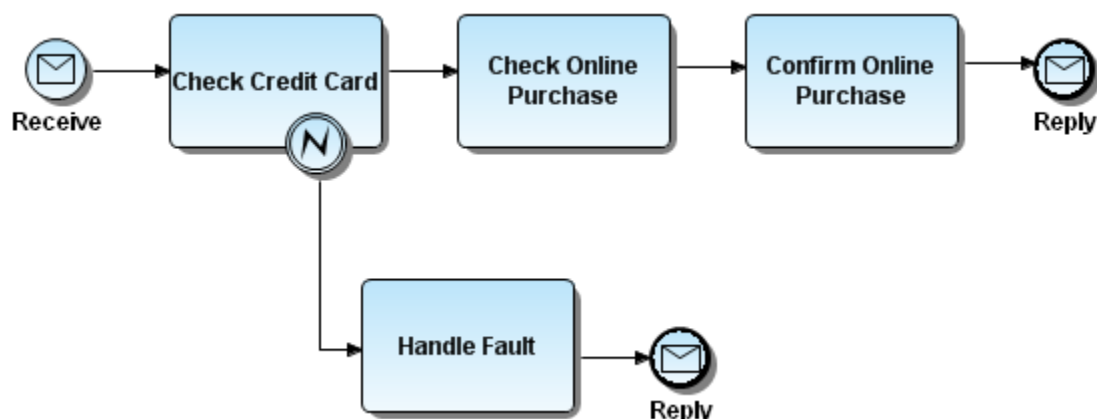 Check Credit Card
Check Online
Purchase
Confirm Online
Purchase
Receive
Reply
Handle Fault
Reply